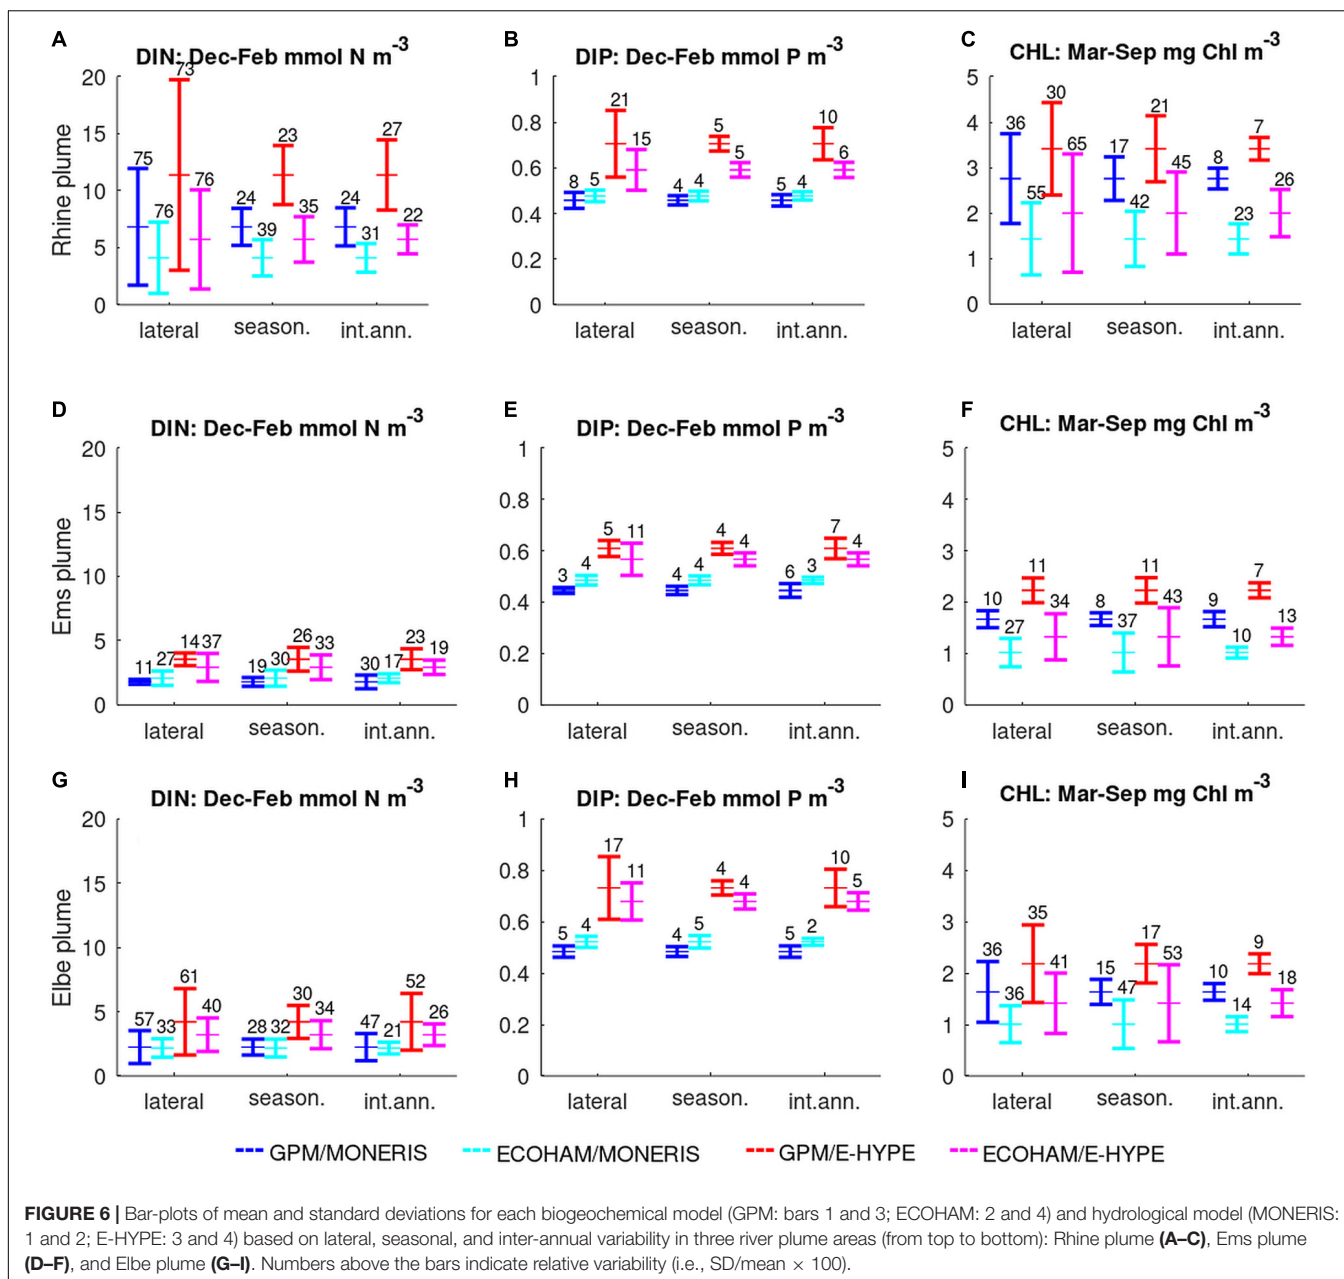 A
DIN: Dec-Feb mmol N m-3
B
DIP: Dec-Feb mmol P m-3
C
CHL: Mar-Sep mg Chl m-3
Rhine plume
20
15
10
5
0
75
76
73
76
24
39
23
35
24
31
27
22
lateral
season.
int.ann.
1
0.8
0.6
0.4
0.2
0
8
5
21
15
4
4
5
5
5
4
10
6
lateral
season.
int.ann.
5
4
3
2
1
0
36
55
30
65
17
42
21
45
8
23
7
26
lateral
season.
int.ann.
D
DIN: Dec-Feb mmol N m-3
E
DIP: Dec-Feb mmol P m-3
F
CHL: Mar-Sep mg Chl m-3
Ems plume
20
15
10
5
0
11
27
14
37
19
30
26
33
30
17
23
19
lateral
season.
int.ann.
1
0.8
0.6
0.4
0.2
0
3
4
5
11
4
4
4
4
6
3
7
4
lateral
season.
int.ann.
5
4
3
2
1
0
10
27
11
34
8
37
11
43
9
10
7
13
lateral
season.
int.ann.
G
DIN: Dec-Feb mmol N m-3
H
DIP: Dec-Feb mmol P m-3
I
CHL: Mar-Sep mg Chl m-3
Elbe plume
20
15
10
5
0
57
33
61
40
28
32
30
34
47
21
52
26
lateral
season.
int.ann.
1
0.8
0.6
0.4
0.2
0
5
4
17
11
4
5
4
4
5
2
10
5
lateral
season.
int.ann.
5
4
3
2
1
0
36
36
35
41
15
47
17
53
10
14
9
18
lateral
season.
int.ann.
GPM/MONERIS
ECOHAM/MONERIS
GPM/E-HYPE
ECOHAM/E-HYPE
FIGURE 6 | Bar-plots of mean and standard deviations for each biogeochemical model (GPM: bars 1 and 3; ECOHAM: 2 and 4) and hydrological model (MONERIS:
1 and 2; E-HYPE: 3 and 4) based on lateral, seasonal, and inter-annual variability in three river plume areas (from top to bottom): Rhine plume (A–C), Ems plume
(D–F), and Elbe plume (G–I). Numbers above the bars indicate relative variability (i.e., SD/mean × 100).